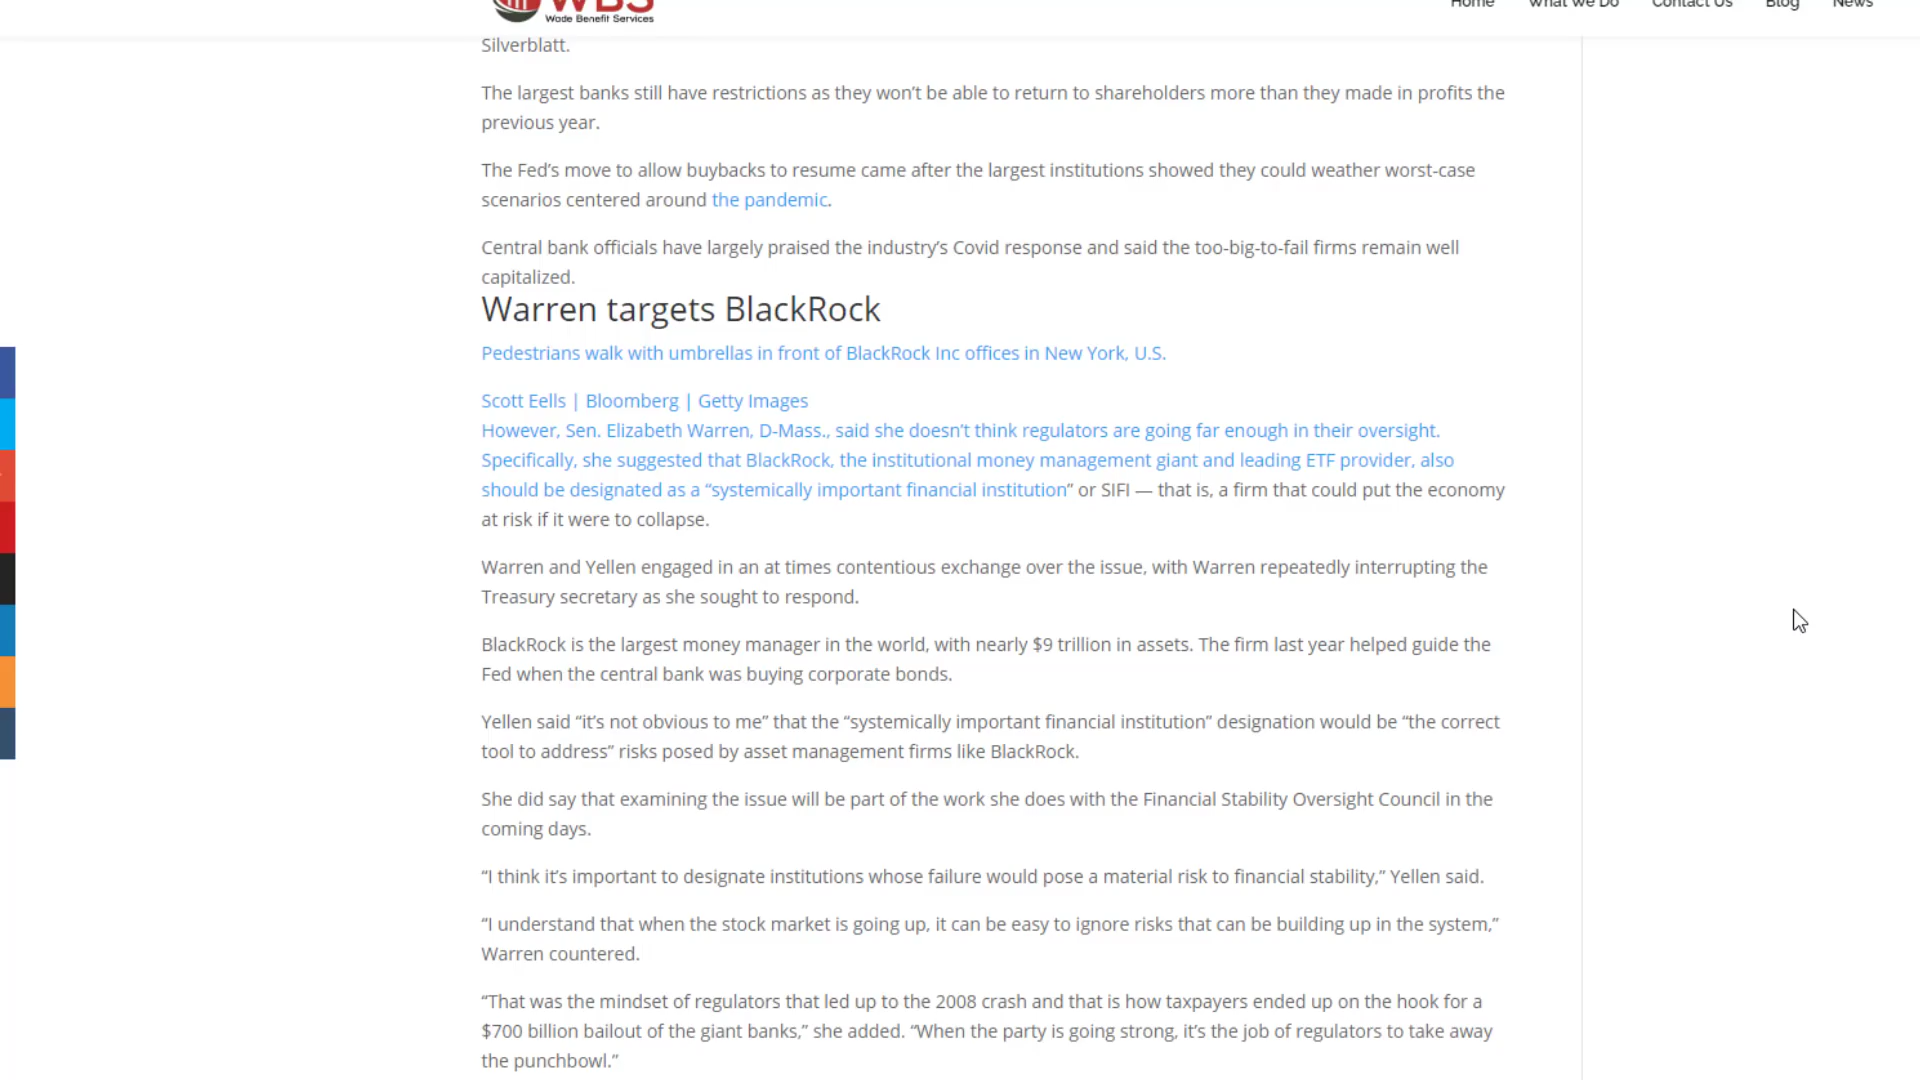 WBS
Wade Benefit Services
Home What We Do Contact Us Blog News
Silverblatt.
The largest banks still have restrictions as they won’t be able to return to shareholders more than they made in profits the
previous year.
The Fed’s move to allow buybacks to resume came after the largest institutions showed they could weather worst-case
scenarios centered around the pandemic.
Central bank officials have largely praised the industry’s Covid response and said the too-big-to-fail firms remain well
capitalized.
Warren targets BlackRock
Pedestrians walk with umbrellas in front of BlackRock Inc offices in New York, U.S.
Scott Eells | Bloomberg | Getty Images
However, Sen. Elizabeth Warren, D-Mass., said she doesn’t think regulators are going far enough in their oversight.
Specifically, she suggested that BlackRock, the institutional money management giant and leading ETF provider, also
should be designated as a “systemically important financial institution” or SIFI — that is, a firm that could put the economy
at risk if it were to collapse.
Warren and Yellen engaged in an at times contentious exchange over the issue, with Warren repeatedly interrupting the
Treasury secretary as she sought to respond.
BlackRock is the largest money manager in the world, with nearly $9 trillion in assets. The firm last year helped guide the
Fed when the central bank was buying corporate bonds.
Yellen said “it’s not obvious to me” that the “systemically important financial institution” designation would be “the correct
tool to address” risks posed by asset management firms like BlackRock.
She did say that examining the issue will be part of the work she does with the Financial Stability Oversight Council in the
coming days.
“I think it’s important to designate institutions whose failure would pose a material risk to financial stability,” Yellen said.
“I understand that when the stock market is going up, it can be easy to ignore risks that can be building up in the system,”
Warren countered.
“That was the mindset of regulators that led up to the 2008 crash and that is how taxpayers ended up on the hook for a
$700 billion bailout of the giant banks,” she added. “When the party is going strong, it’s the job of regulators to take away
the punchbowl.”